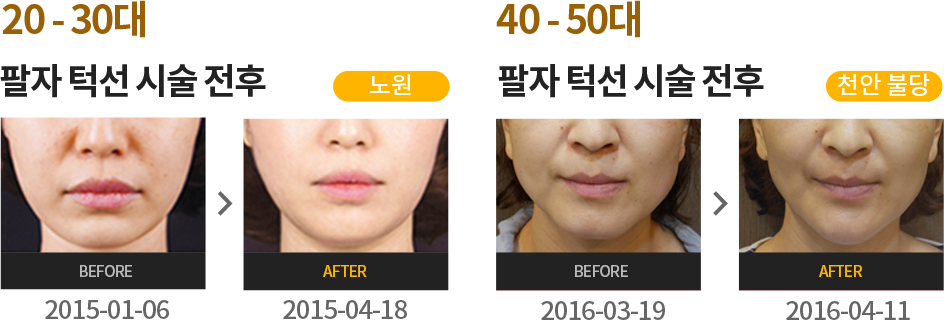 20 - 30대
팔자 턱선 시술 전후
노원
BEFORE
AFTER
2015-01-06
2015-04-18
40 - 50대
팔자 턱선 시술 전후
천안 불당
BEFORE
AFTER
2016-03-19
2016-04-11